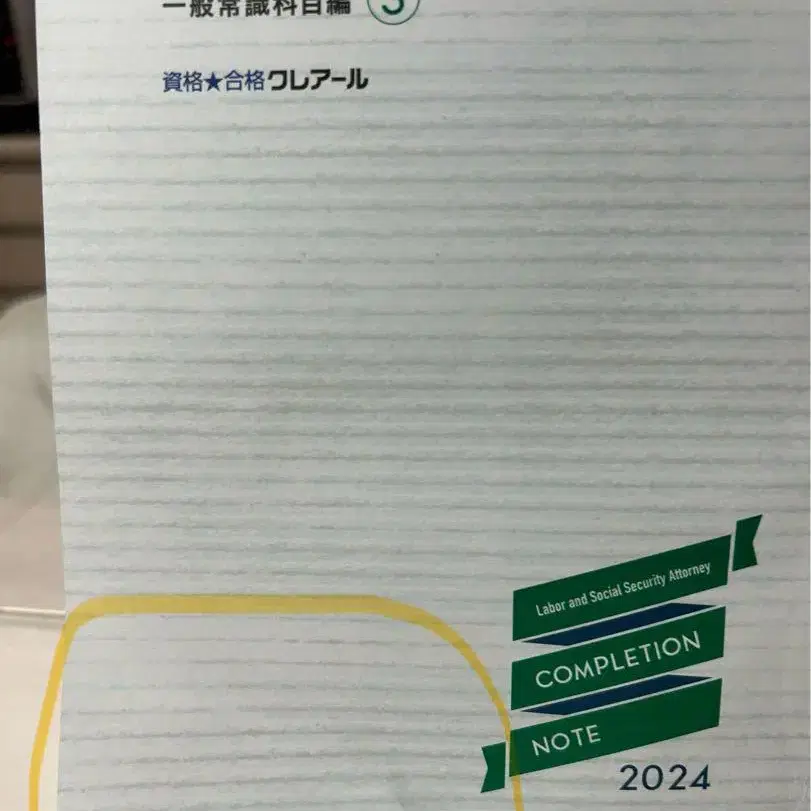 一般常識科目編 ③
資格★合格クレアール
Labor and Social Security Attorney
COMPLETION
NOTE
2024